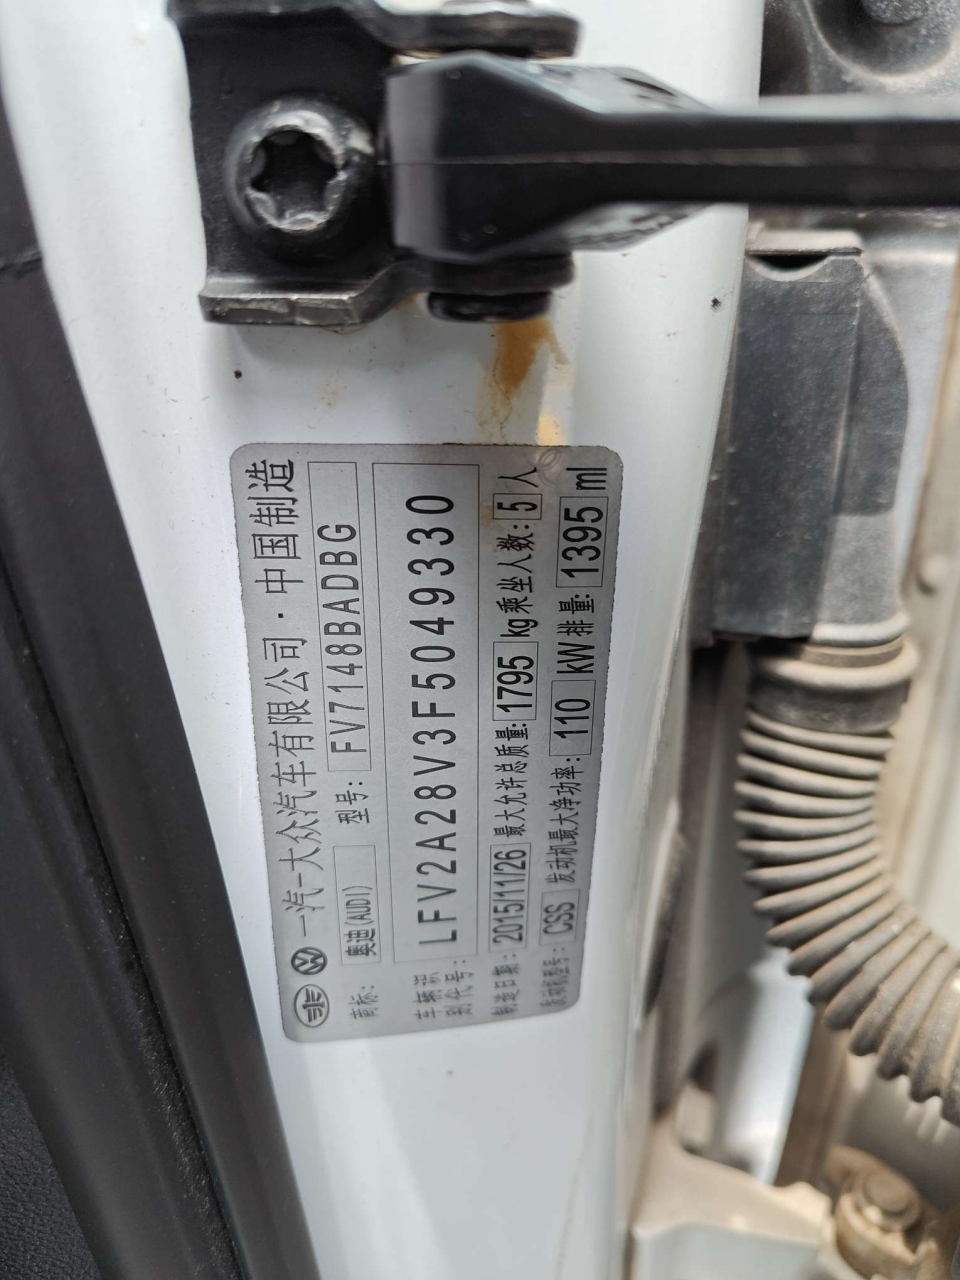 一汽-大众汽车有限公司·中国制造
商标: 奥迪(AUDI) 型号: FV7148BADBG
车辆识别代号: LFV2A28V3F5049330
制造日期: 2015/11/26 最大允许总质量: 1795 kg 乘坐人数: 5 人
发动机型号: CSS 发动机最大净功率: 110 kW 排量: 1395 ml